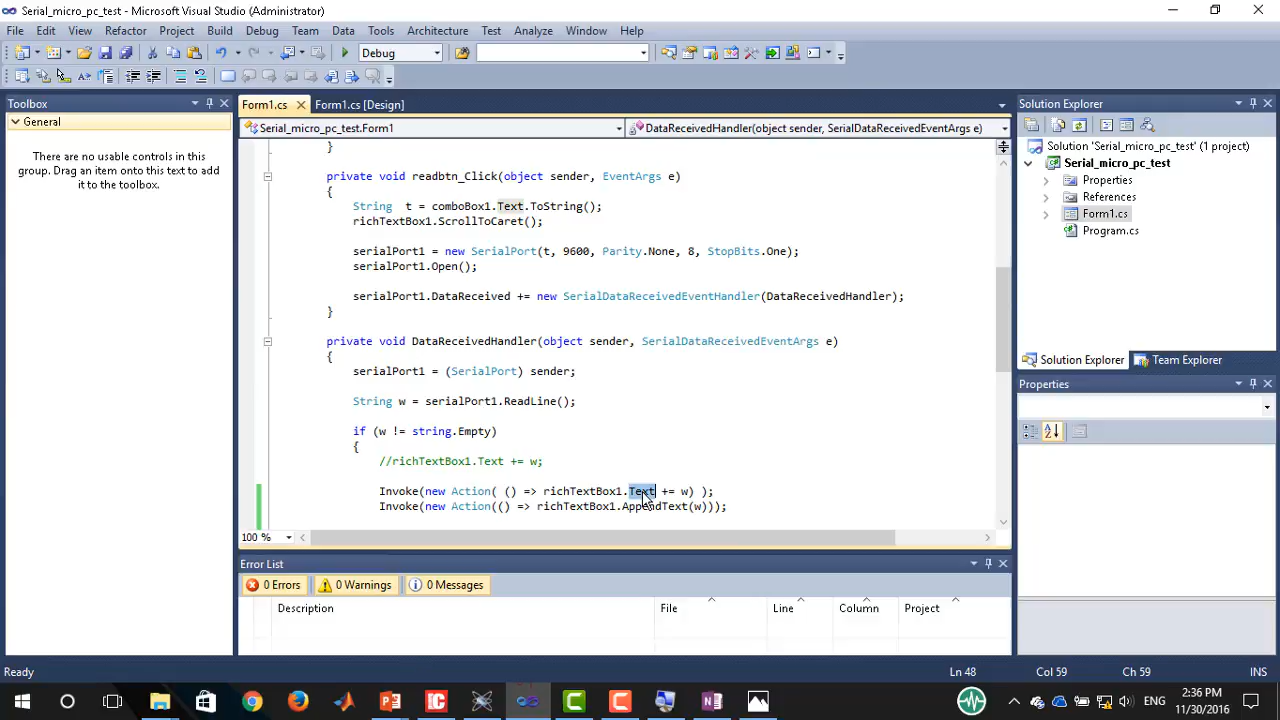 Serial_micro_pc_test - Microsoft Visual Studio (Administrator)
File Edit View Refactor Project Build Debug Team Data Tools Architecture Test Analyze Window Help
Debug
Toolbox
General
There are no usable controls in this
group. Drag an item onto this text to add
it to the toolbox.
Form1.cs Form1.cs [Design]
Serial_micro_pc_test.Form1 DataReceivedHandler(object sender, SerialDataReceivedEventArgs e)
}
private void readbtn_Click(object sender, EventArgs e)
{
String t = comboBox1.Text.ToString();
richTextBox1.ScrollToCaret();
serialPort1 = new SerialPort(t, 9600, Parity.None, 8, StopBits.One);
serialPort1.Open();
serialPort1.DataReceived += new SerialDataReceivedEventHandler(DataReceivedHandler);
}
private void DataReceivedHandler(object sender, SerialDataReceivedEventArgs e)
{
serialPort1 = (SerialPort) sender;
String w = serialPort1.ReadLine();
if (w != string.Empty)
{
//richTextBox1.Text += w;
Invoke(new Action( () => richTextBox1.Text += w) );
Invoke(new Action(() => richTextBox1.AppendText(w)));
100 %
Error List
0 Errors 0 Warnings 0 Messages
Description File Line Column Project
Solution Explorer
Solution 'Serial_micro_pc_test' (1 project)
Serial_micro_pc_test
Properties
References
Form1.cs
Program.cs
Solution Explorer Team Explorer
Properties
Ready Ln 48 Col 59 Ch 59 INS
ENG
2:36 PM
11/30/2016